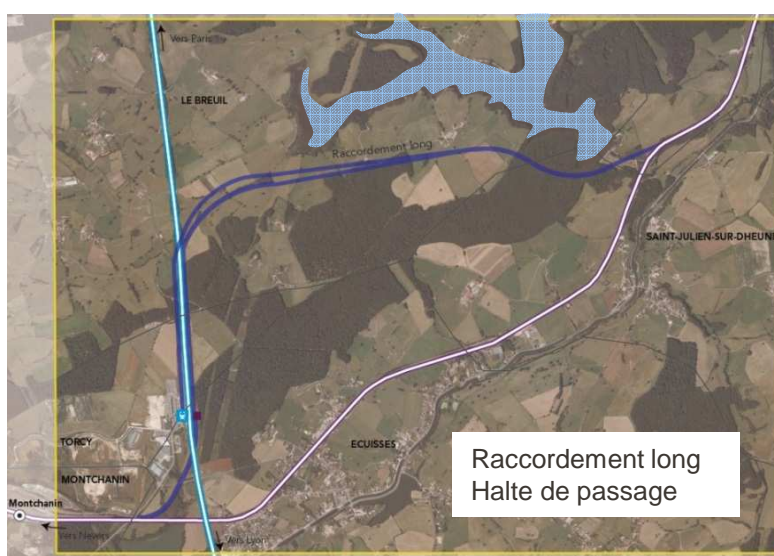 Vers Paris
LE BREUIL
Raccordement long
SAINT-JULIEN-SUR-DHEUNE
TORCY
ECUISSES
MONTCHANIN
Montchanin
Vers Nevers
Vers Lyon
Raccordement long
Halte de passage